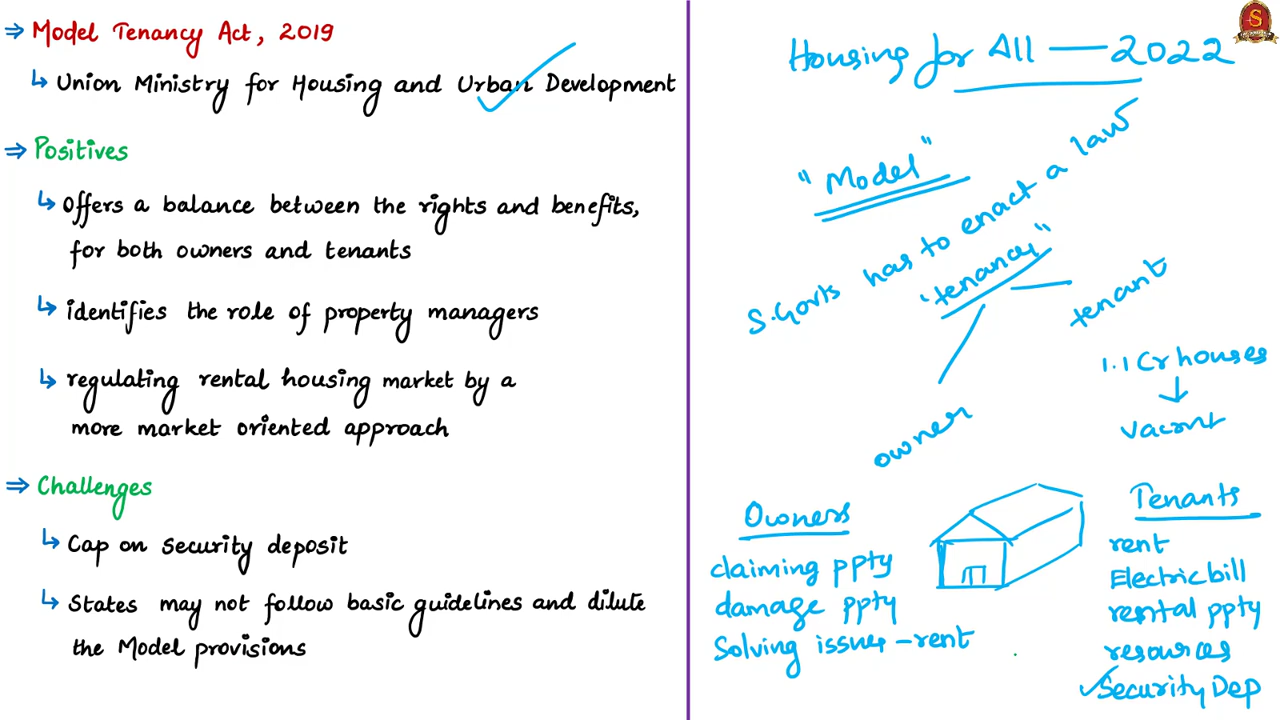 ⇒ Model Tenancy Act, 2019
↳ Union Ministry for Housing and Urban Development
⇒ Positives
↳ Offers a balance between the rights and benefits,
for both owners and tenants
↳ identifies the role of property managers
↳ regulating rental housing market by a
more market oriented approach
⇒ Challenges
↳ Cap on security deposit
↳ States may not follow basic guidelines and dilute
the Model provisions
Housing for All — 2022
"Model"
S.Govts has to enact a law
"tenancy"
tenant
owner
1.1 Cr houses
↓
vacant
Owners
claiming ppty
damage ppty
Solving issues - rent
Tenants
rent
Electric bill
rental ppty
resources
Security Dep
S